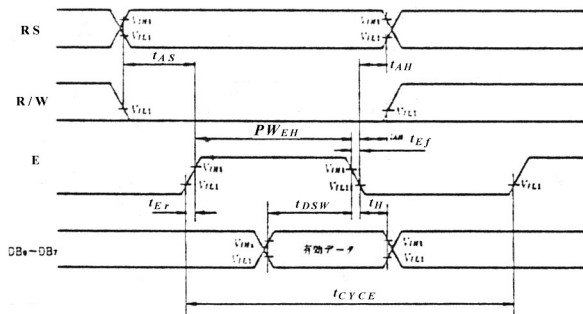 RS
VIH1
VIL1
VIH1
VIL1
tAS
tAH
R/W
VIL1
VIL1
PWEH
tAH
tEf
E
VIH1
VIL1
VIH1
VIL1
VIL1
tEr
tDSW
tH
DB0~DB7
VIH1
VIL1
有効データ
VIH1
VIL1
tCYCE